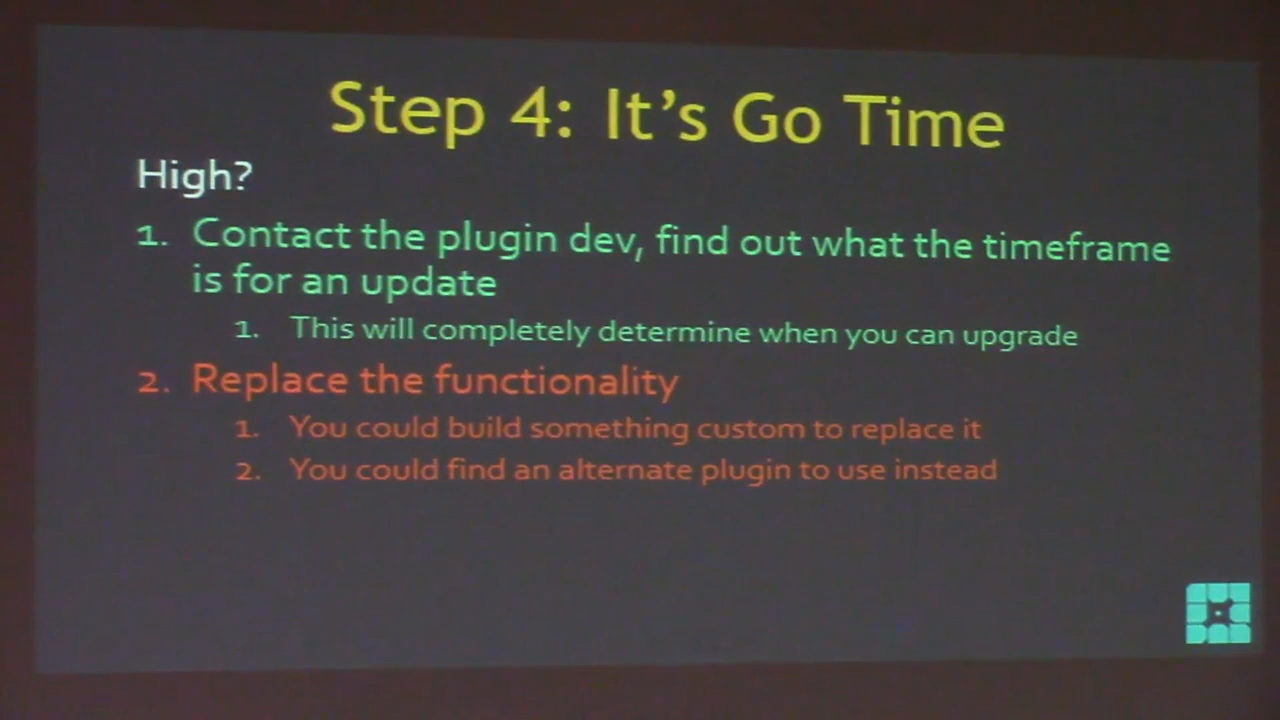 Step 4: It's Go Time
High?
1. Contact the plugin dev, find out what the timeframe
is for an update
1. This will completely determine when you can upgrade
2. Replace the functionality
1. You could build something custom to replace it
2. You could find an alternate plugin to use instead